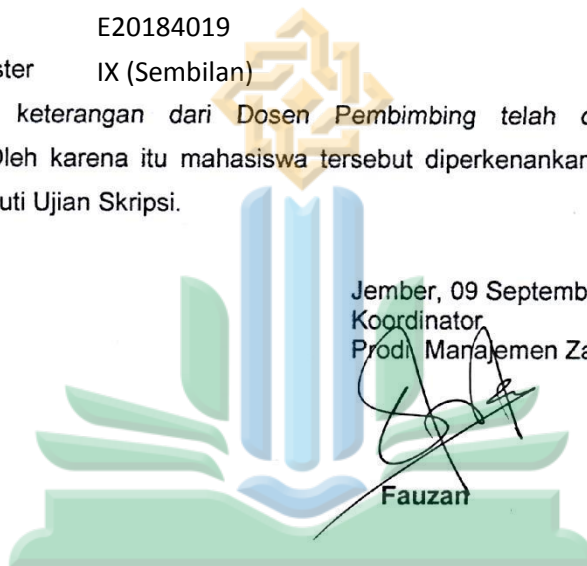 E20184019
ster IX (Sembilan)
keterangan dari Dosen Pembimbing telah
Oleh karena itu mahasiswa tersebut diperkenankan
uti Ujian Skripsi.
Jember, 09 Septemb
Koordinator
Prodi Manajemen Za
Fauzan